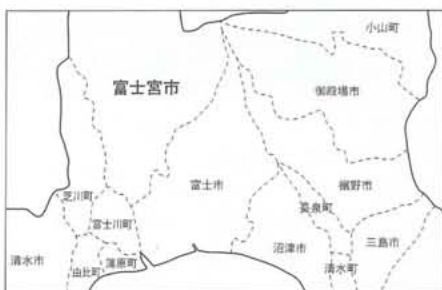 小山町
富士宮市
御殿場市
富士市
裾野市
芝川町
長泉町
富士川町
沼津市
三島市
清水市
蒲原町
由比町
清水町